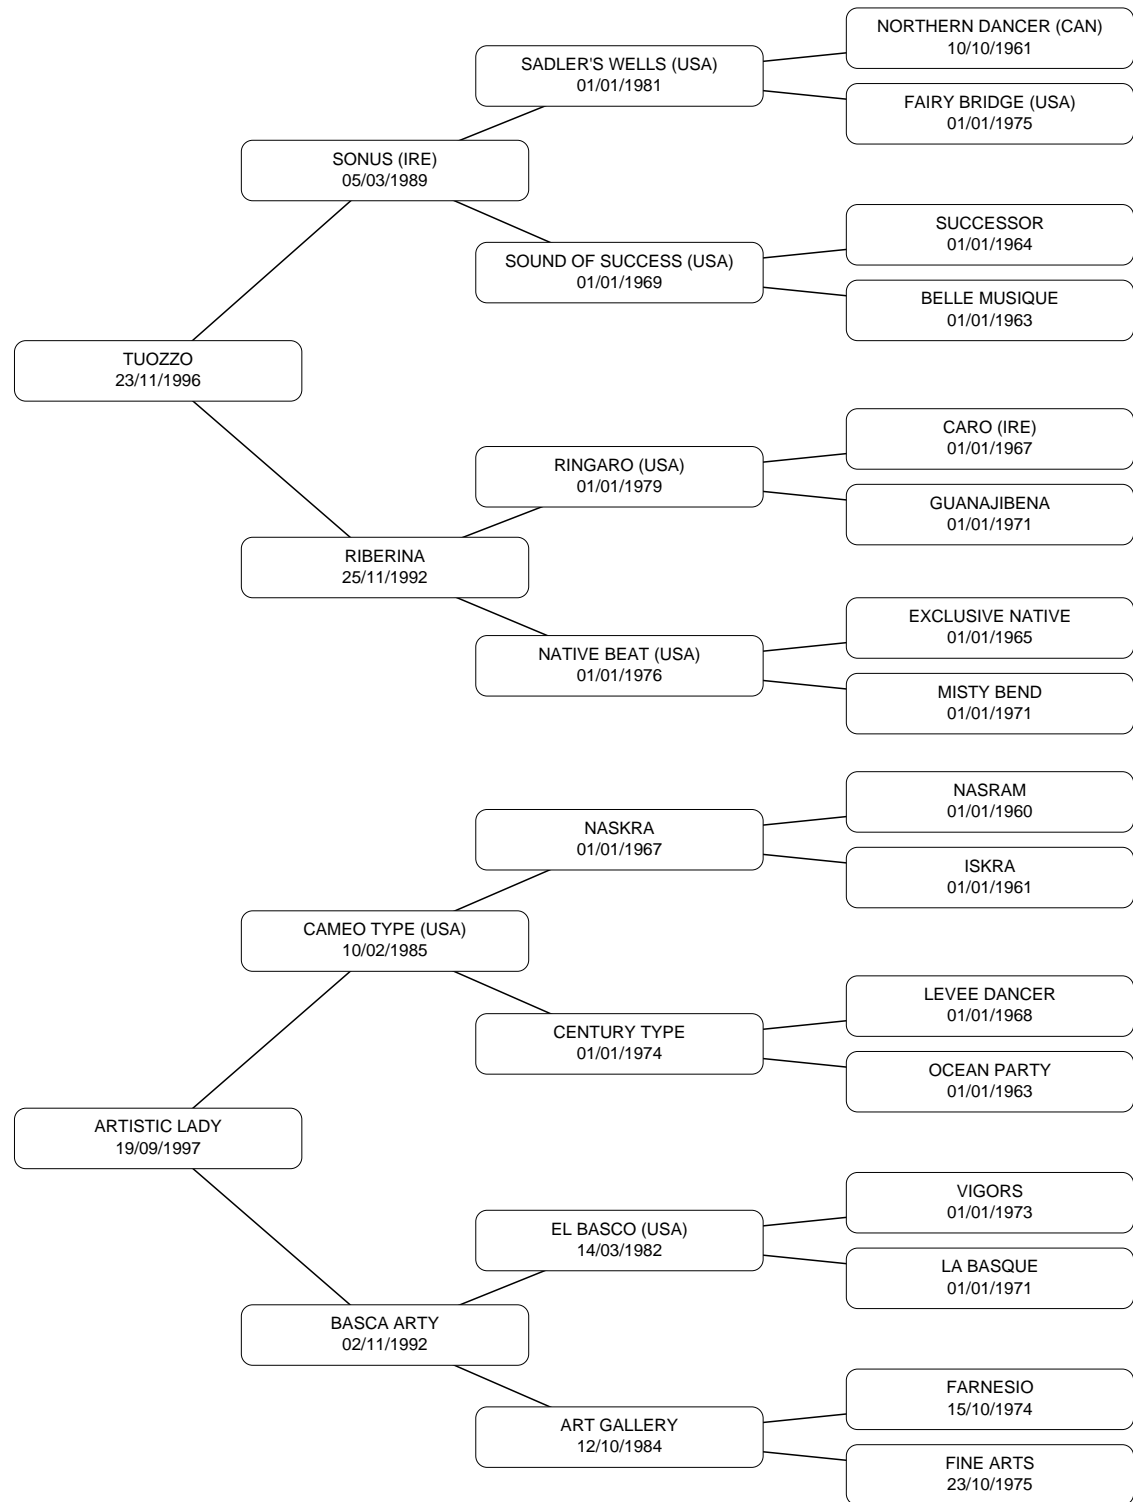 NORTHERN DANCER (CAN)
10/10/1961
SADLER'S WELLS (USA)
01/01/1981
FAIRY BRIDGE (USA)
01/01/1975
SONUS (IRE)
05/03/1989
SUCCESSOR
01/01/1964
SOUND OF SUCCESS (USA)
01/01/1969
BELLE MUSIQUE
01/01/1963
TUOZZO
23/11/1996
CARO (IRE)
01/01/1967
RINGARO (USA)
01/01/1979
GUANAJIBENA
01/01/1971
RIBERINA
25/11/1992
EXCLUSIVE NATIVE
01/01/1965
NATIVE BEAT (USA)
01/01/1976
MISTY BEND
01/01/1971
NASRAM
01/01/1960
NASKRA
01/01/1967
ISKRA
01/01/1961
CAMEO TYPE (USA)
10/02/1985
LEVEE DANCER
01/01/1968
CENTURY TYPE
01/01/1974
OCEAN PARTY
01/01/1963
ARTISTIC LADY
19/09/1997
VIGORS
01/01/1973
EL BASCO (USA)
14/03/1982
LA BASQUE
01/01/1971
BASCA ARTY
02/11/1992
FARNESIO
15/10/1974
ART GALLERY
12/10/1984
FINE ARTS
23/10/1975